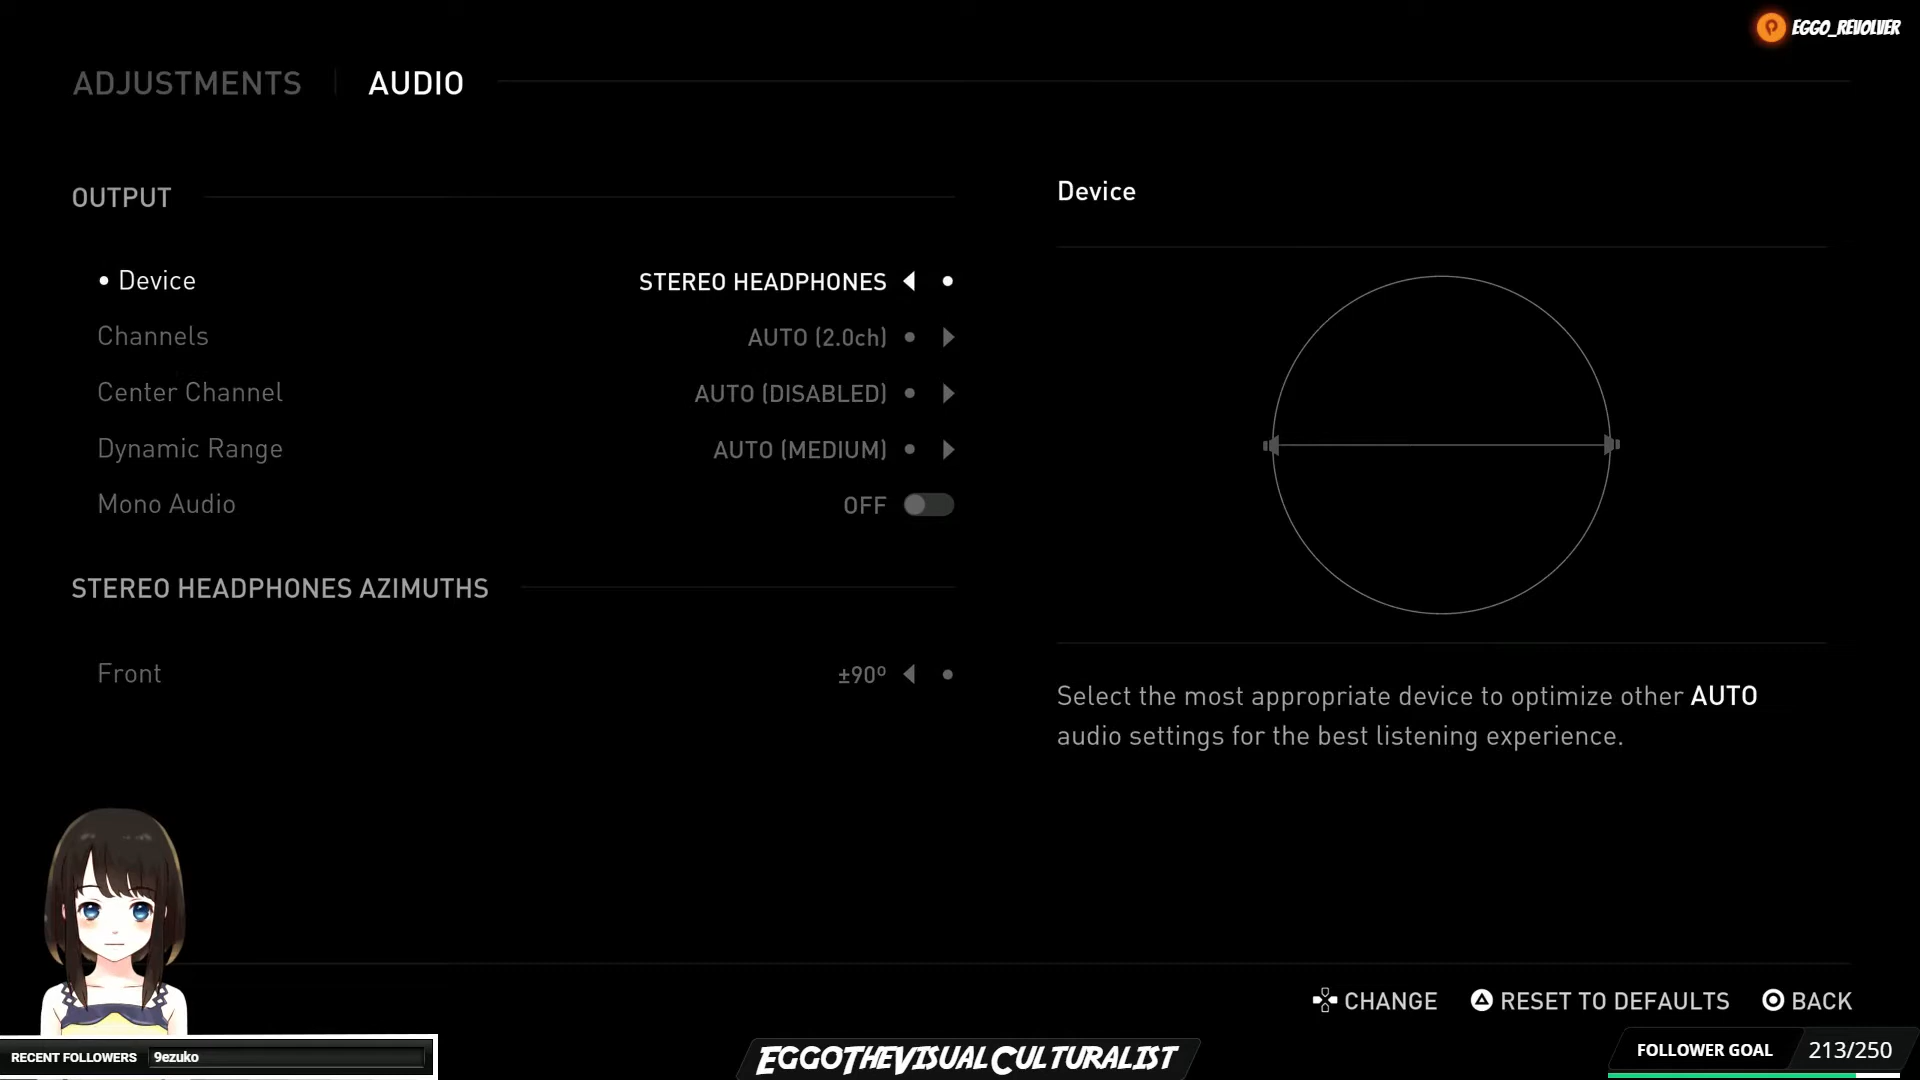 EGGO_REVOLVER
ADJUSTMENTS AUDIO
OUTPUT
Device STEREO HEADPHONES
Channels AUTO (2.0ch)
Center Channel AUTO (DISABLED)
Dynamic Range AUTO (MEDIUM)
Mono Audio OFF
STEREO HEADPHONES AZIMUTHS
Front ±90º
Device
Select the most appropriate device to optimize other AUTO
audio settings for the best listening experience.
CHANGE RESET TO DEFAULTS BACK
RECENT FOLLOWERS 9ezuko
EGGOTHEVISUALCULTURALIST
FOLLOWER GOAL 213/250